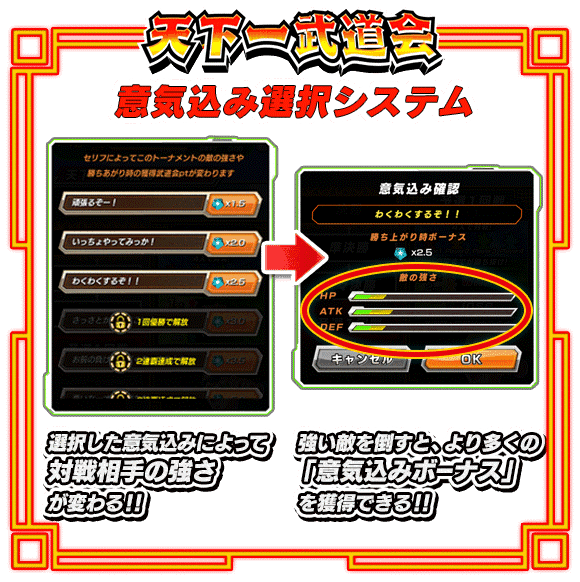 天下一武道会
意気込み選択システム
セリフによってこのトーナメントの敵の強さや
勝ちあがり時の獲得武道会ptが変わります
頑張るぞー！ x1.5
いっちょやってみっか！ x2.0
わくわくするぞ！！ x2.5
1回優勝で解放
2連覇達成で解放
意気込み確認
わくわくするぞ！！
勝ち上がり時ボーナス
x2.5
敵の強さ
HP
ATK
DEF
キャンセル OK
選択した意気込みによって
対戦相手の強さ
が変わる!!
強い敵を倒すと、より多くの
「意気込みボーナス」
を獲得できる!!